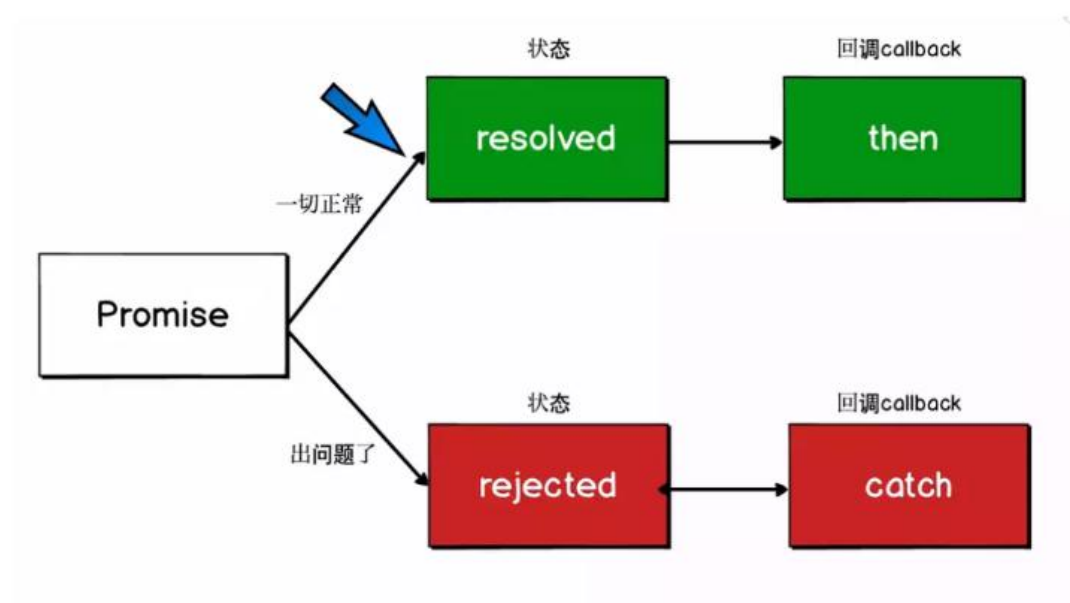 状态
回调callback
resolved
then
一切正常
Promise
状态
回调callback
出问题了
rejected
catch